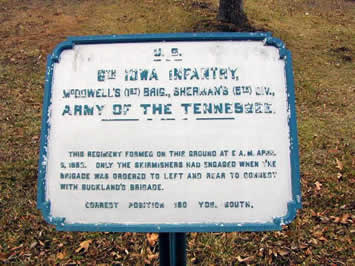 U. S.
6TH IOWA INFANTRY,
MCDOWELL'S (1ST) BRIG., SHERMAN'S (5TH) DIV.,
ARMY OF THE TENNESSEE.
THIS REGIMENT FORMED ON THIS GROUND AT 8 A.M. APRIL
6, 1862. ONLY THE SKIRMISHERS HAD ENGAGED WHEN THE
BRIGADE WAS ORDERED TO LEFT AND REAR TO CONNECT
WITH BUCKLAND'S BRIGADE.
CORRECT POSITION 180 YDS. SOUTH.